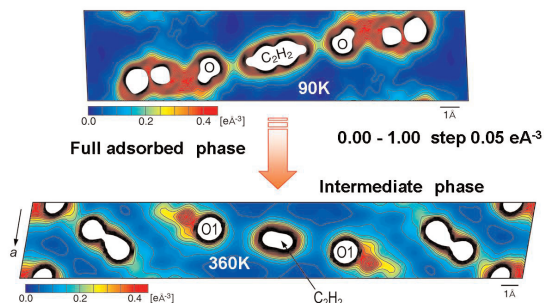 O
C₂H₂
O
90K
0.0 0.2 0.4 [eÅ⁻³]
1Å
0.00 - 1.00 step 0.05 eA⁻³
Full adsorbed phase
Intermediate phase
a
O1
O1
360K
0.0 0.2 0.4 [eÅ⁻³]
C₂H₂
1Å